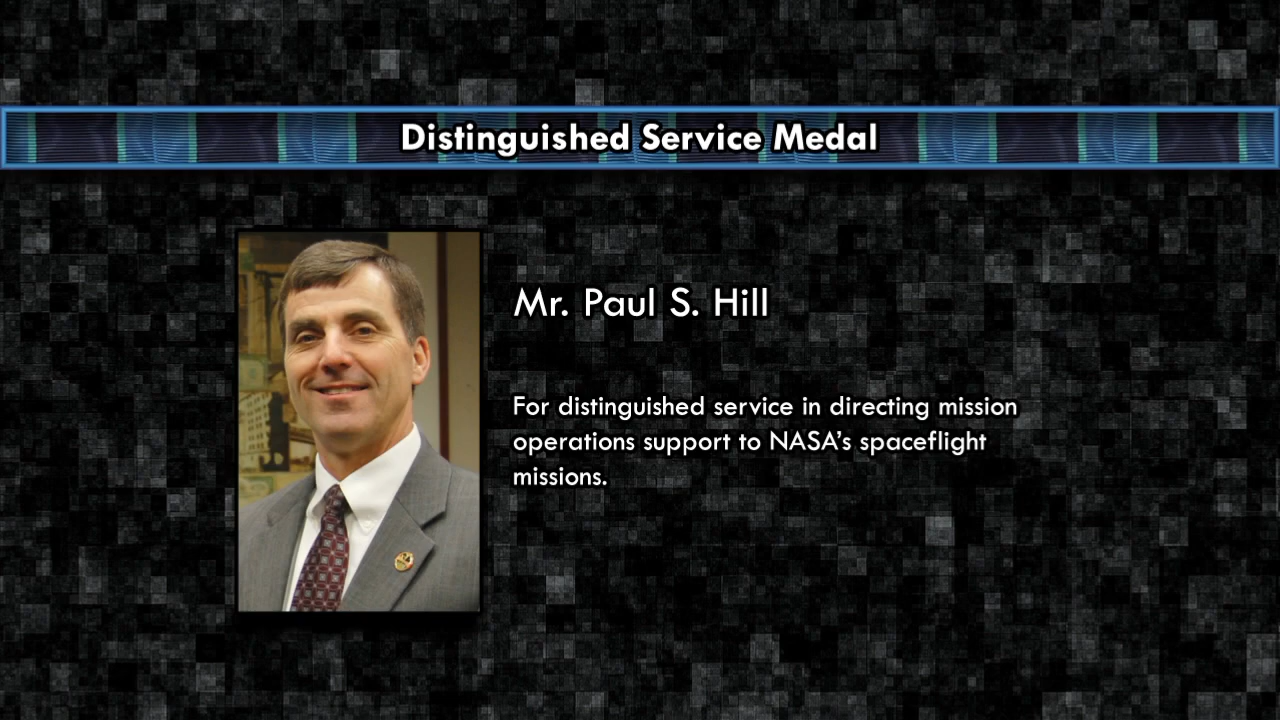 Distinguished Service Medal
Mr. Paul S. Hill
For distinguished service in directing mission
operations support to NASA’s spaceflight
missions.